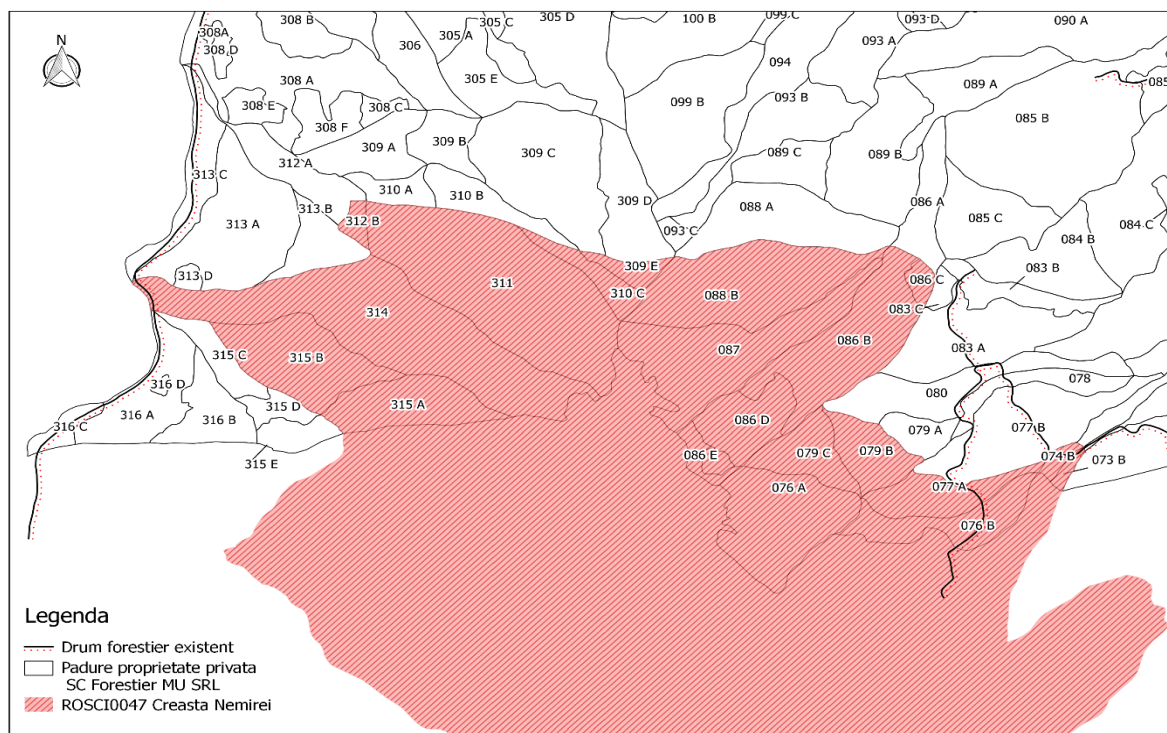 308 B
305 C
305 D
100 B
099 C
093 D
090 A
308A
305 A
093 A
N
308 D
306
094
305 E
308 A
089 A
085
308 E
308 C
099 B
093 B
085 B
308 F
309 B
309 A
309 C
089 C
089 B
312 A
313 C
310 A
310 B
309 D
086 A
313 B
088 A
312 B
085 C
313 A
093 C
084 C
084 B
309 E
083 B
313 D
086 C
311
310 C
088 B
083 C
314
086 B
083 A
087
315 C
315 B
078
316 D
080
315 A
315 D
316 A
316 B
086 D
316 C
077 B
079 A
079 C
079 B
086 E
074 B
073 B
315 E
076 A
077 A
076 B
Legenda
Drum forestier existent
Padure proprietate privata
SC Forestier MU SRL
ROSCI0047 Creasta Nemirei